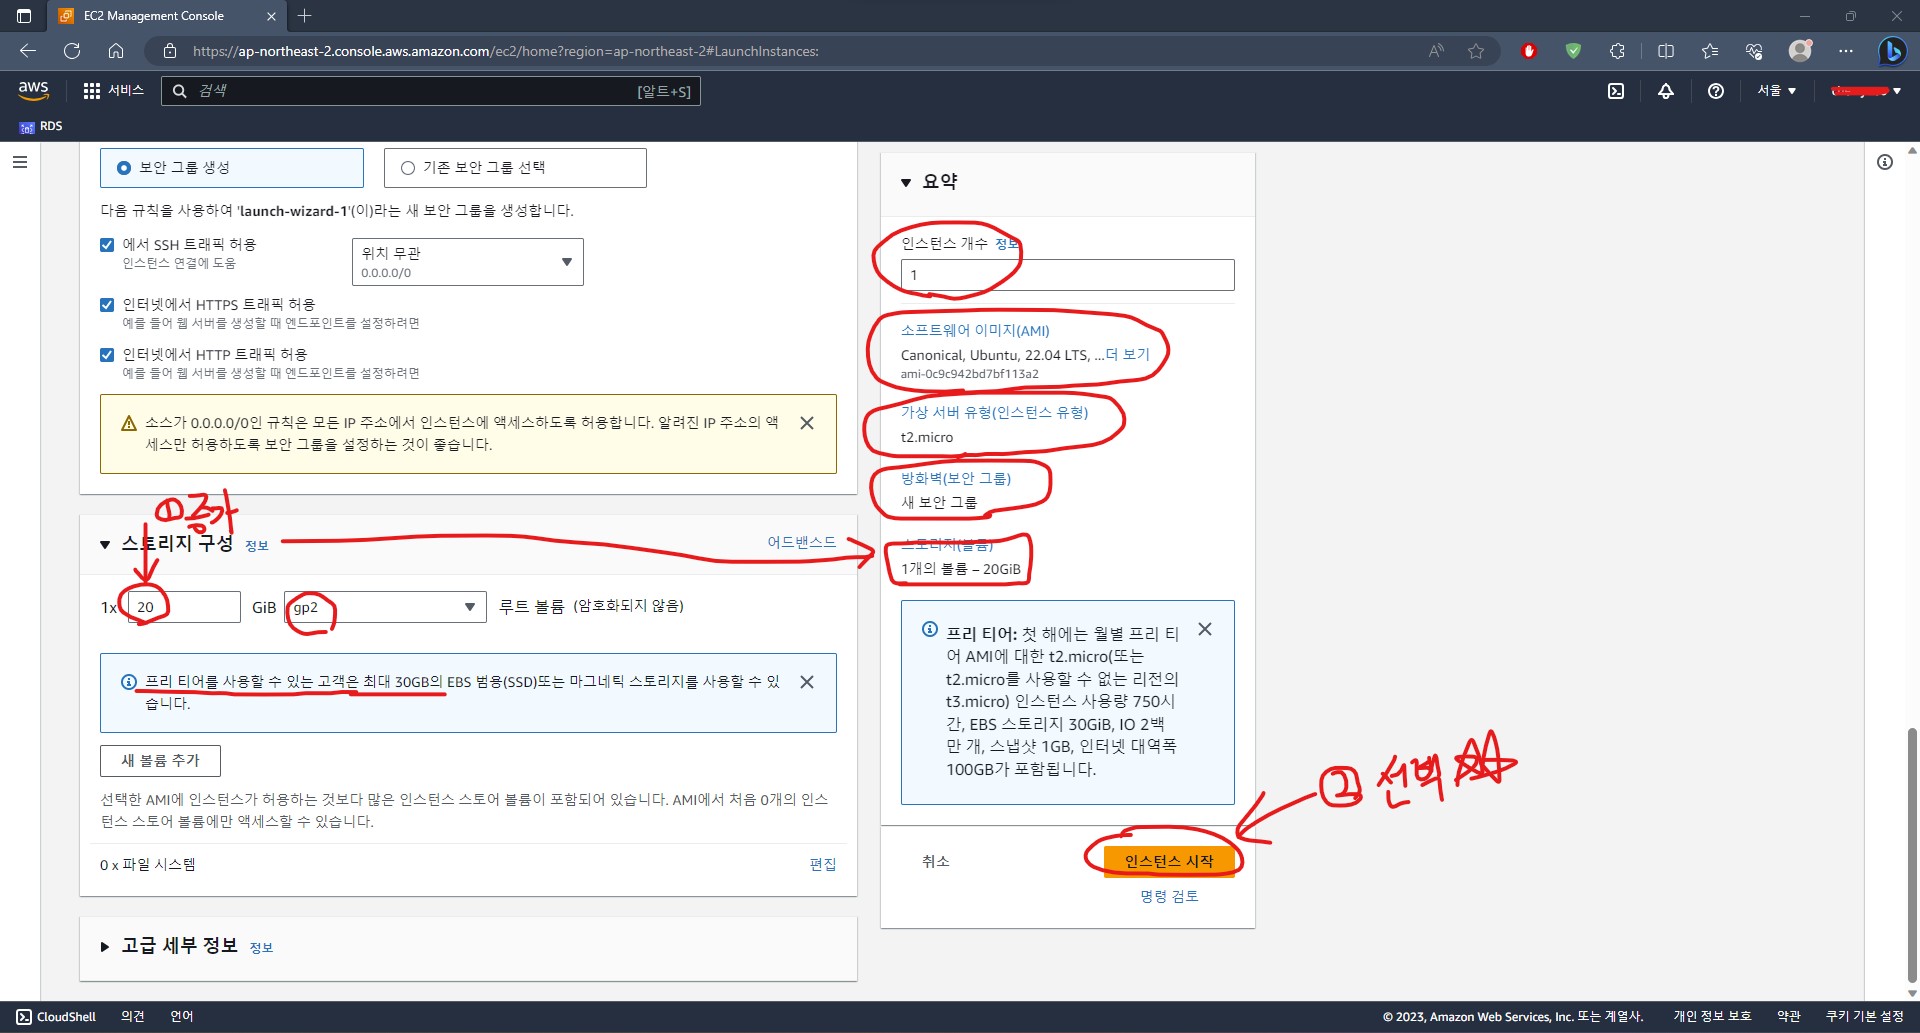 EC2 Management Console
https://ap-northeast-2.console.aws.amazon.com/ec2/home?region=ap-northeast-2#LaunchInstances:
aws
서비스
검색
[알트+S]
서울
RDS
보안 그룹 생성
기존 보안 그룹 선택
다음 규칙을 사용하여 'launch-wizard-1'(이)라는 새 보안 그룹을 생성합니다.
에서 SSH 트래픽 허용
인스턴스 연결에 도움
위치 무관
0.0.0.0/0
인터넷에서 HTTPS 트래픽 허용
예를 들어 웹 서버를 생성할 때 엔드포인트를 설정하려면
인터넷에서 HTTP 트래픽 허용
예를 들어 웹 서버를 생성할 때 엔드포인트를 설정하려면
소스가 0.0.0.0/0인 규칙은 모든 IP 주소에서 인스턴스에 액세스하도록 허용합니다. 알려진 IP 주소의 액
세스만 허용하도록 보안 그룹을 설정하는 것이 좋습니다.
①증가
스토리지 구성 정보
어드밴스드
1x 20 GiB gp2 루트 볼륨 (암호화되지 않음)
프리 티어를 사용할 수 있는 고객은 최대 30GB의 EBS 범용(SSD)또는 마그네틱 스토리지를 사용할 수 있
습니다.
새 볼륨 추가
선택한 AMI에 인스턴스가 허용하는 것보다 많은 인스턴스 스토어 볼륨이 포함되어 있습니다. AMI에서 처음 0개의 인스
턴스 스토어 볼륨에만 액세스할 수 있습니다.
0 x 파일 시스템
편집
고급 세부 정보 정보
요약
인스턴스 개수 정보
1
소프트웨어 이미지(AMI)
Canonical, Ubuntu, 22.04 LTS, ...더 보기
ami-0c9c942bd7bf113a2
가상 서버 유형(인스턴스 유형)
t2.micro
방화벽(보안 그룹)
새 보안 그룹
스토리지(볼륨)
1개의 볼륨 – 20GiB
프리 티어: 첫 해에는 월별 프리 티
어 AMI에 대한 t2.micro(또는
t2.micro를 사용할 수 없는 리전의
t3.micro) 인스턴스 사용량 750시
간, EBS 스토리지 30GiB, IO 2백
만 개, 스냅샷 1GB, 인터넷 대역폭
100GB가 포함됩니다.
② 선택
취소
인스턴스 시작
명령 검토
CloudShell
의견
언어
© 2023, Amazon Web Services, Inc. 또는 계열사.
개인 정보 보호
약관
쿠키 기본 설정